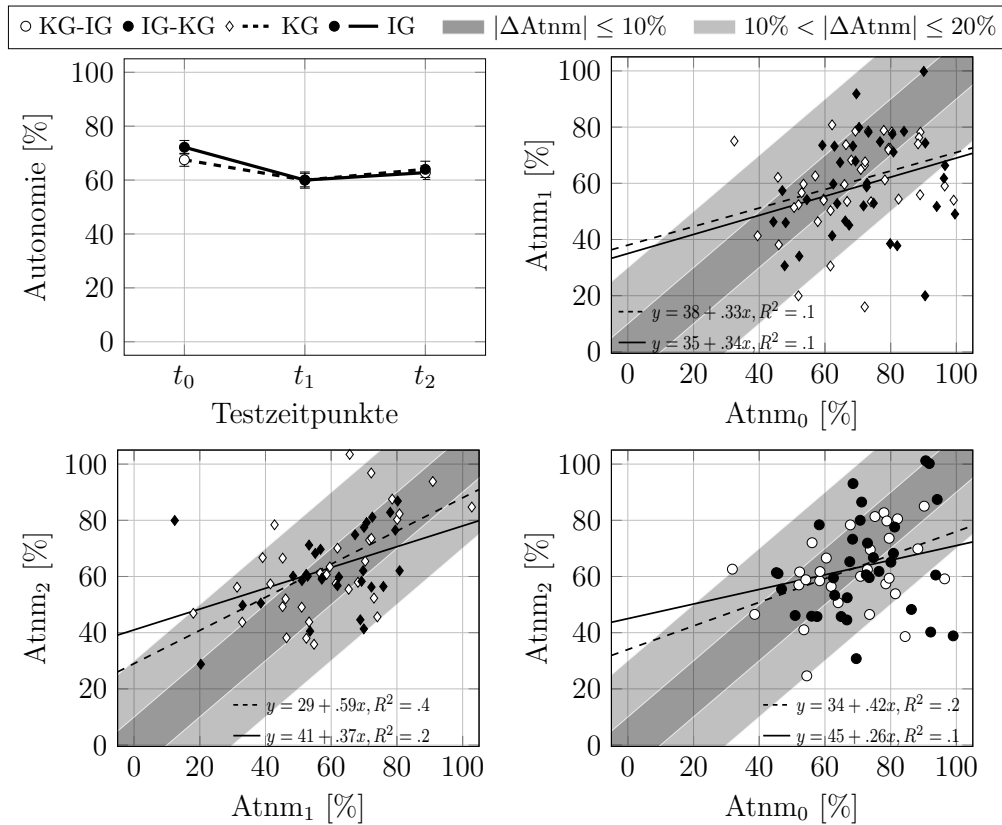 KG-IG IG-KG KG IG |ΔAtnm| ≤ 10% 10% < |ΔAtnm| ≤ 20%
100
80
60
40
20
0
Autonomie [%]
t₀ t₁ t₂
Testzeitpunkte
100
80
60
40
20
0
Atnm₁ [%]
y = 38 + .33x, R² = .1
y = 35 + .34x, R² = .1
0 20 40 60 80 100
Atnm₀ [%]
100
80
60
40
20
0
Atnm₂ [%]
y = 29 + .59x, R² = .4
y = 41 + .37x, R² = .2
0 20 40 60 80 100
Atnm₁ [%]
100
80
60
40
20
0
Atnm₂ [%]
y = 34 + .42x, R² = .2
y = 45 + .26x, R² = .1
0 20 40 60 80 100
Atnm₀ [%]